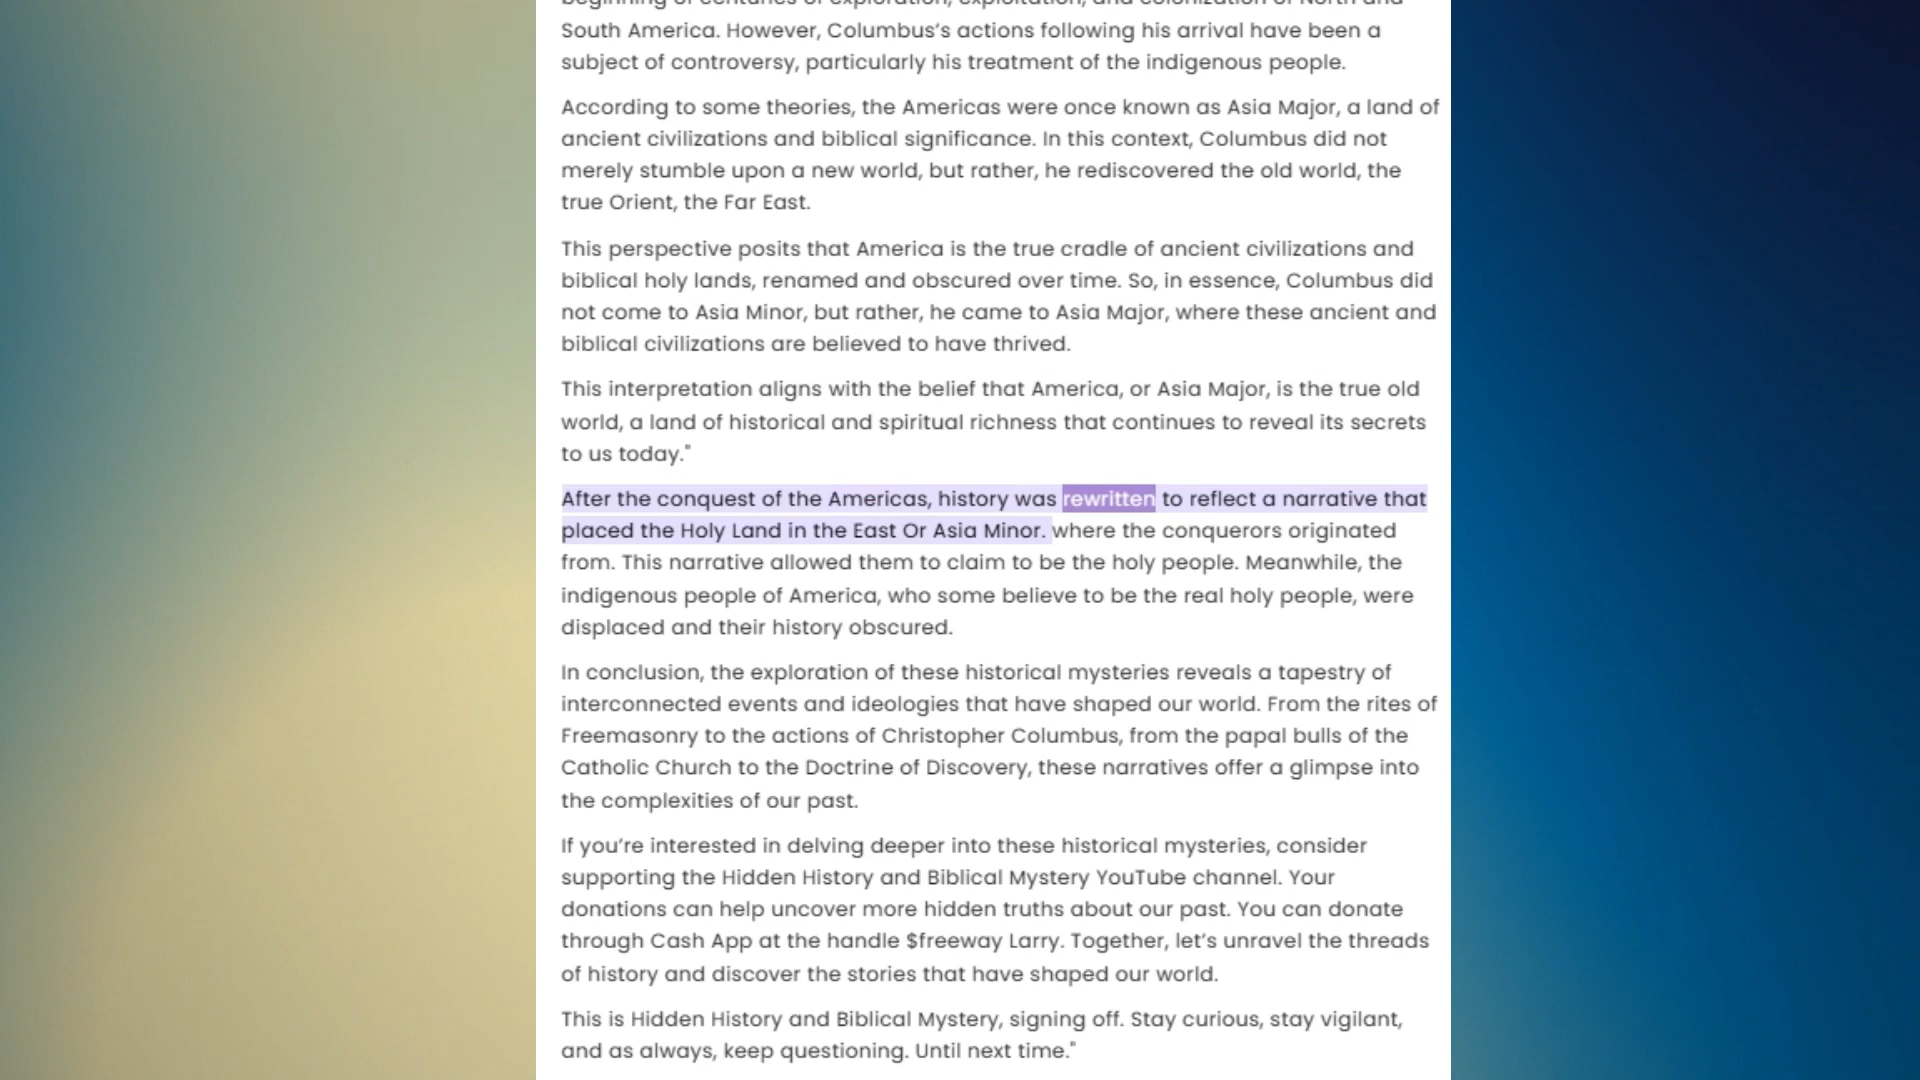 beginning of centuries of exploration, exploitation, and colonization of North and
South America. However, Columbus’s actions following his arrival have been a
subject of controversy, particularly his treatment of the indigenous people.
According to some theories, the Americas were once known as Asia Major, a land of
ancient civilizations and biblical significance. In this context, Columbus did not
merely stumble upon a new world, but rather, he rediscovered the old world, the
true Orient, the Far East.
This perspective posits that America is the true cradle of ancient civilizations and
biblical holy lands, renamed and obscured over time. So, in essence, Columbus did
not come to Asia Minor, but rather, he came to Asia Major, where these ancient and
biblical civilizations are believed to have thrived.
This interpretation aligns with the belief that America, or Asia Major, is the true old
world, a land of historical and spiritual richness that continues to reveal its secrets
to us today."
After the conquest of the Americas, history was rewritten to reflect a narrative that
placed the Holy Land in the East Or Asia Minor. where the conquerors originated
from. This narrative allowed them to claim to be the holy people. Meanwhile, the
indigenous people of America, who some believe to be the real holy people, were
displaced and their history obscured.
In conclusion, the exploration of these historical mysteries reveals a tapestry of
interconnected events and ideologies that have shaped our world. From the rites of
Freemasonry to the actions of Christopher Columbus, from the papal bulls of the
Catholic Church to the Doctrine of Discovery, these narratives offer a glimpse into
the complexities of our past.
If you’re interested in delving deeper into these historical mysteries, consider
supporting the Hidden History and Biblical Mystery YouTube channel. Your
donations can help uncover more hidden truths about our past. You can donate
through Cash App at the handle $freeway Larry. Together, let’s unravel the threads
of history and discover the stories that have shaped our world.
This is Hidden History and Biblical Mystery, signing off. Stay curious, stay vigilant,
and as always, keep questioning. Until next time."